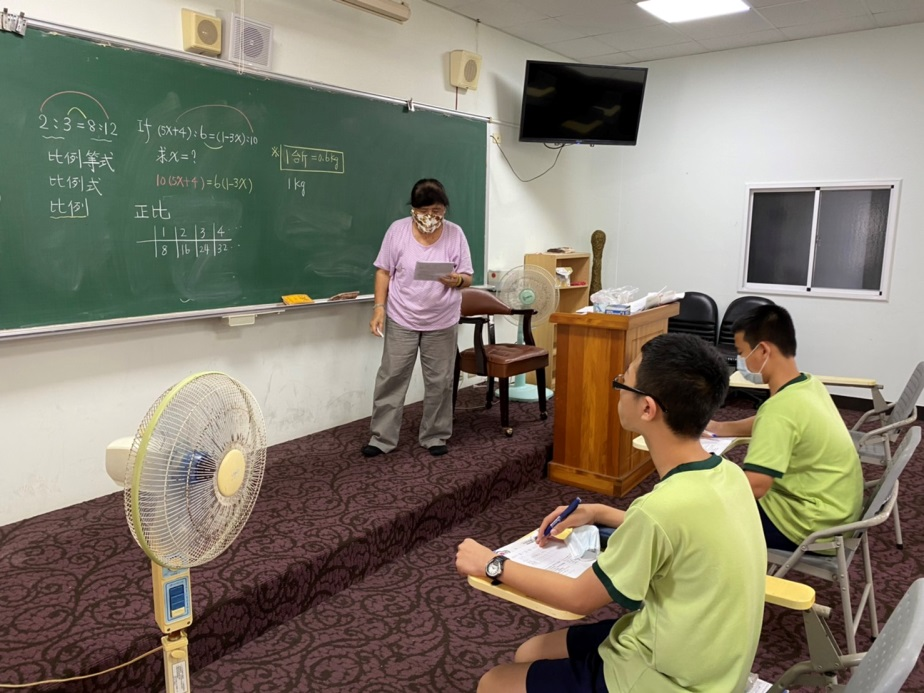 2:3=8:12
比例等式
比例式
比例
If (5x+4):6=(1-3x):10
求x=?
10(5x+4)=6(1-3x)
正比
1 2 3 4
8 16 24 32...
※ 1台斤=0.6kg
1kg